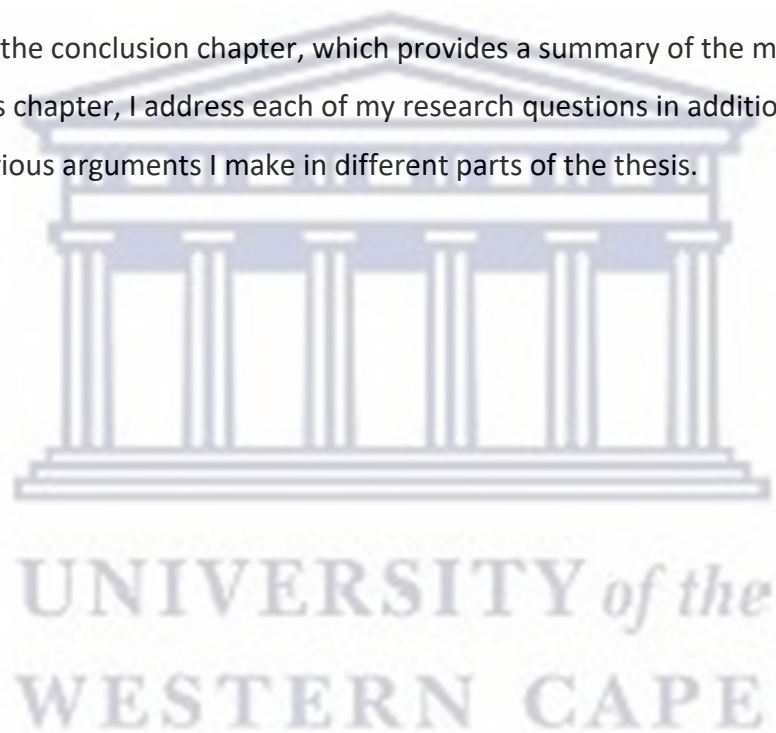 the conclusion chapter, which provides a summary of the m
s chapter, I address each of my research questions in additio
rious arguments I make in different parts of the thesis.
UNIVERSITY of the
WESTERN CAPE